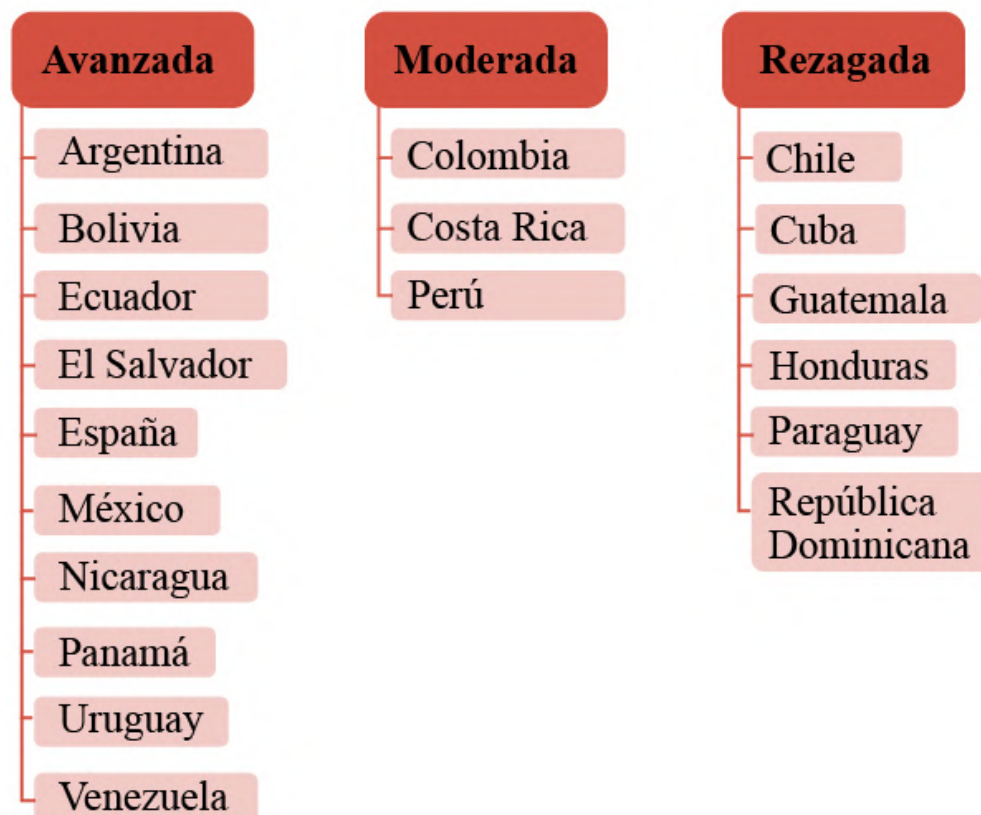 Avanzada
Argentina
Bolivia
Ecuador
El Salvador
España
México
Nicaragua
Panamá
Uruguay
Venezuela
Moderada
Colombia
Costa Rica
Perú
Rezagada
Chile
Cuba
Guatemala
Honduras
Paraguay
República
Dominicana